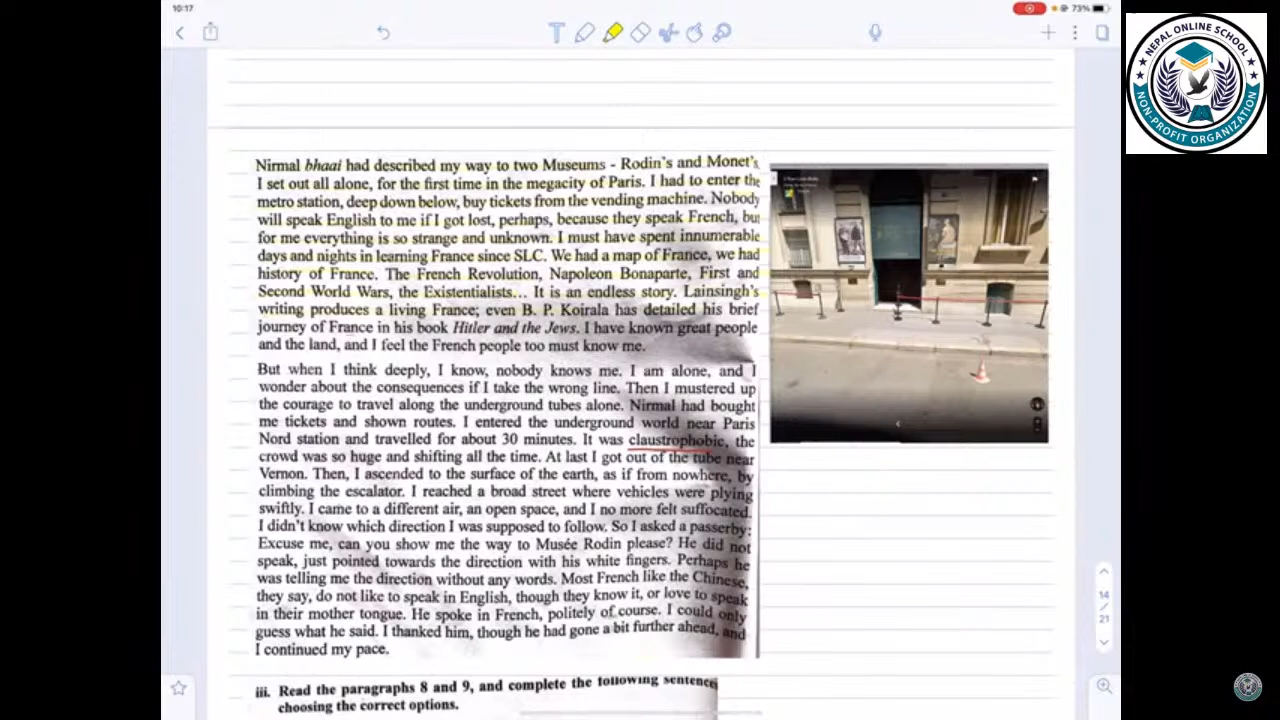 10:17
73%
NEPAL ONLINE SCHOOL
NON-PROFIT ORGANIZATION
Nirmal bhaai had described my way to two Museums - Rodin's and Monet's
I set out all alone, for the first time in the megacity of Paris. I had to enter the
metro station, deep down below, buy tickets from the vending machine. Nobody
will speak English to me if I got lost, perhaps, because they speak French, but
for me everything is so strange and unknown. I must have spent innumerable
days and nights in learning France since SLC. We had a map of France, we had
history of France. The French Revolution, Napoleon Bonaparte, First and
Second World Wars, the Existentialists... It is an endless story. Lainsingh's
writing produces a living France; even B. P. Koirala has detailed his brief
journey of France in his book Hitler and the Jews. I have known great people
and the land, and I feel the French people too must know me.
But when I think deeply, I know, nobody knows me. I am alone, and I
wonder about the consequences if I take the wrong line. Then I mustered up
the courage to travel along the underground tubes alone. Nirmal had bought
me tickets and shown routes. I entered the underground world near Paris
Nord station and travelled for about 30 minutes. It was claustrophobic, the
crowd was so huge and shifting all the time. At last I got out of the tube near
Vernon. Then, I ascended to the surface of the earth, as if from nowhere, by
climbing the escalator. I reached a broad street where vehicles were plying
swiftly. I came to a different air, an open space, and I no more felt suffocated.
I didn't know which direction I was supposed to follow. So I asked a passerby:
Excuse me, can you show me the way to Musée Rodin please? He did not
speak, just pointed towards the direction with his white fingers. Perhaps he
was telling me the direction without any words. Most French like the Chinese,
they say, do not like to speak in English, though they know it, or love to speak
in their mother tongue. He spoke in French, politely of course. I could only
guess what he said. I thanked him, though he had gone a bit further ahead, and
I continued my pace.
14
/
21
iii. Read the paragraphs 8 and 9, and complete the following sentence
choosing the correct options.